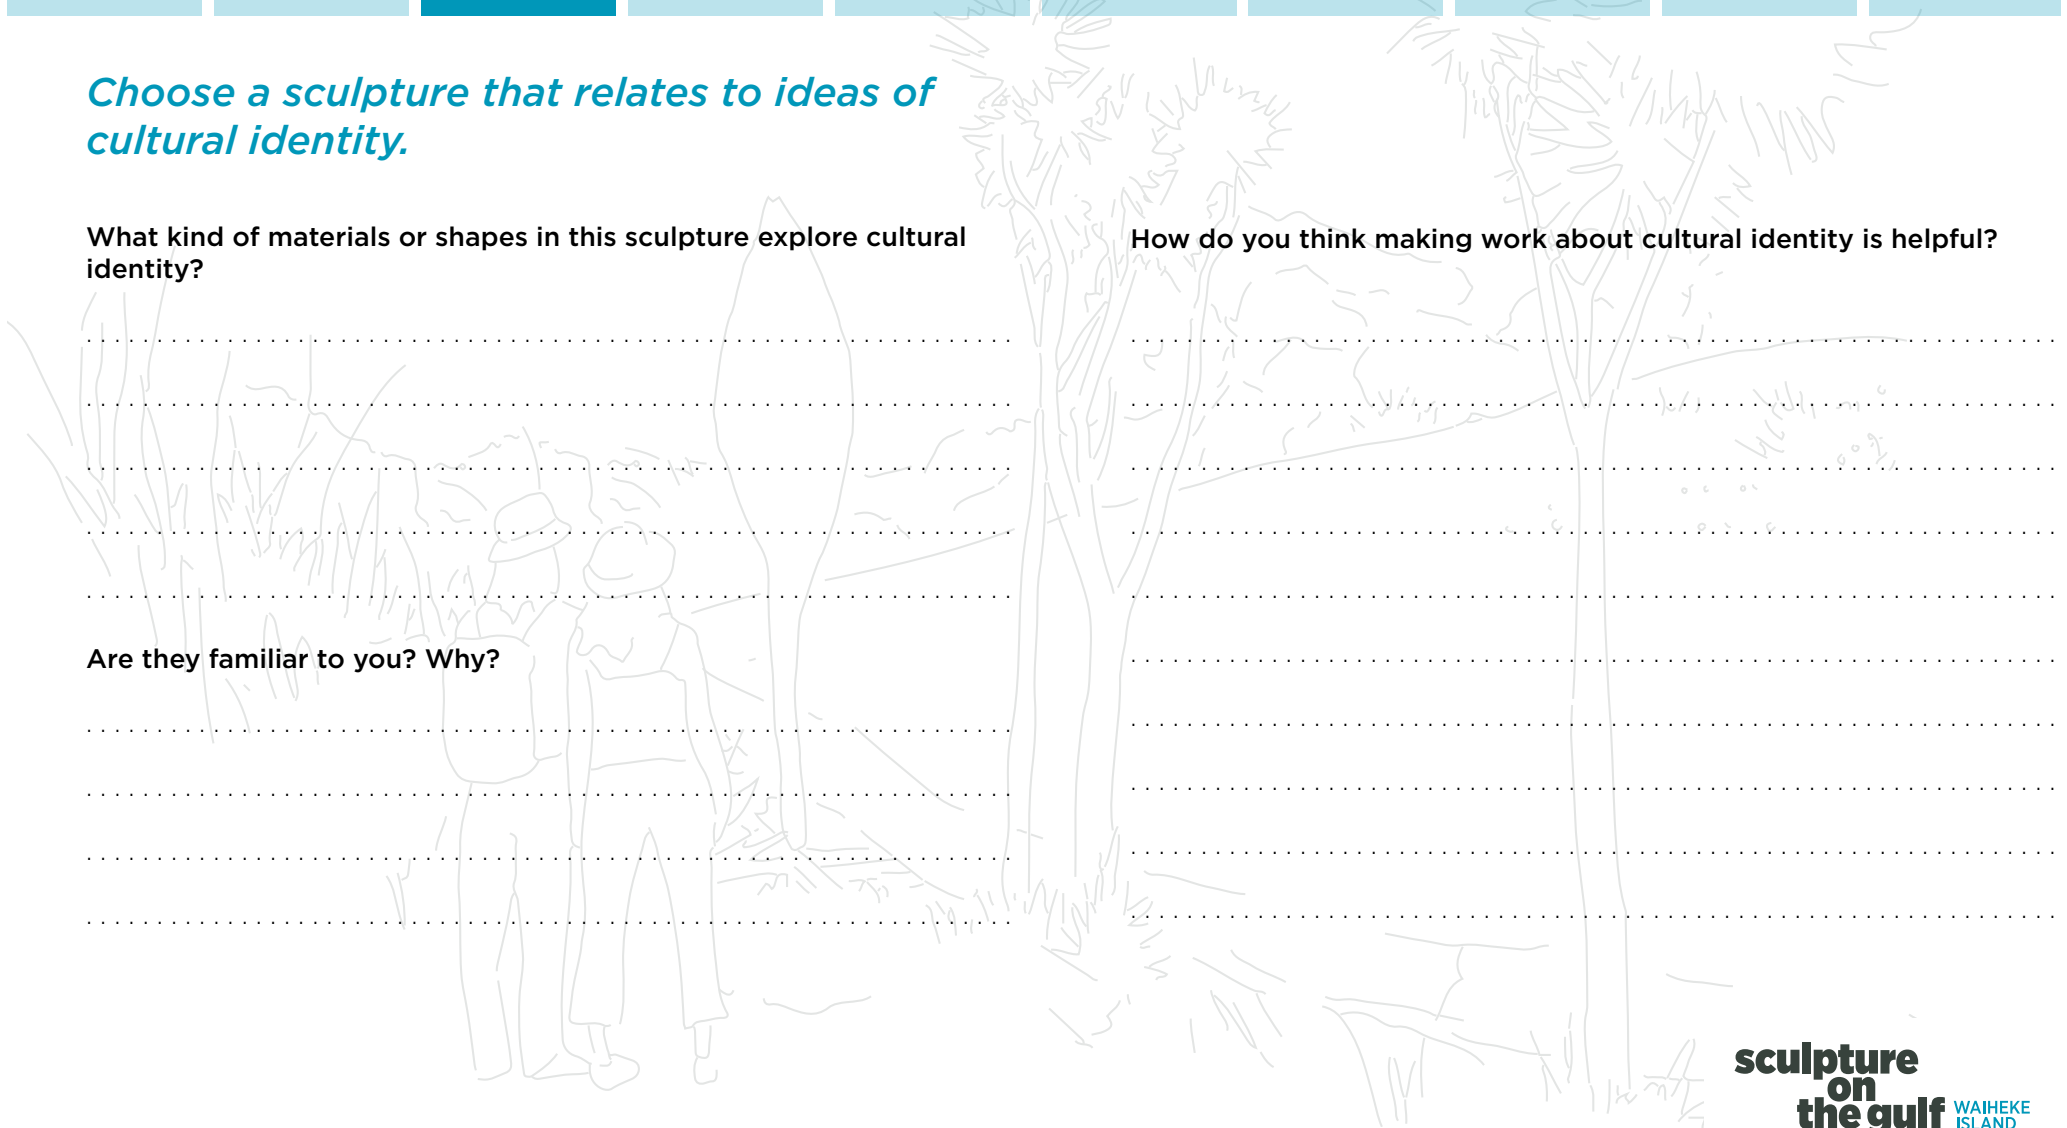 Choose a sculpture that relates to ideas of
cultural identity.
What kind of materials or shapes in this sculpture explore cultural
identity?
Are they familiar to you? Why?
How do you think making work about cultural identity is helpful?
sculpture
on
the gulf
WAIHEKE
ISLAND